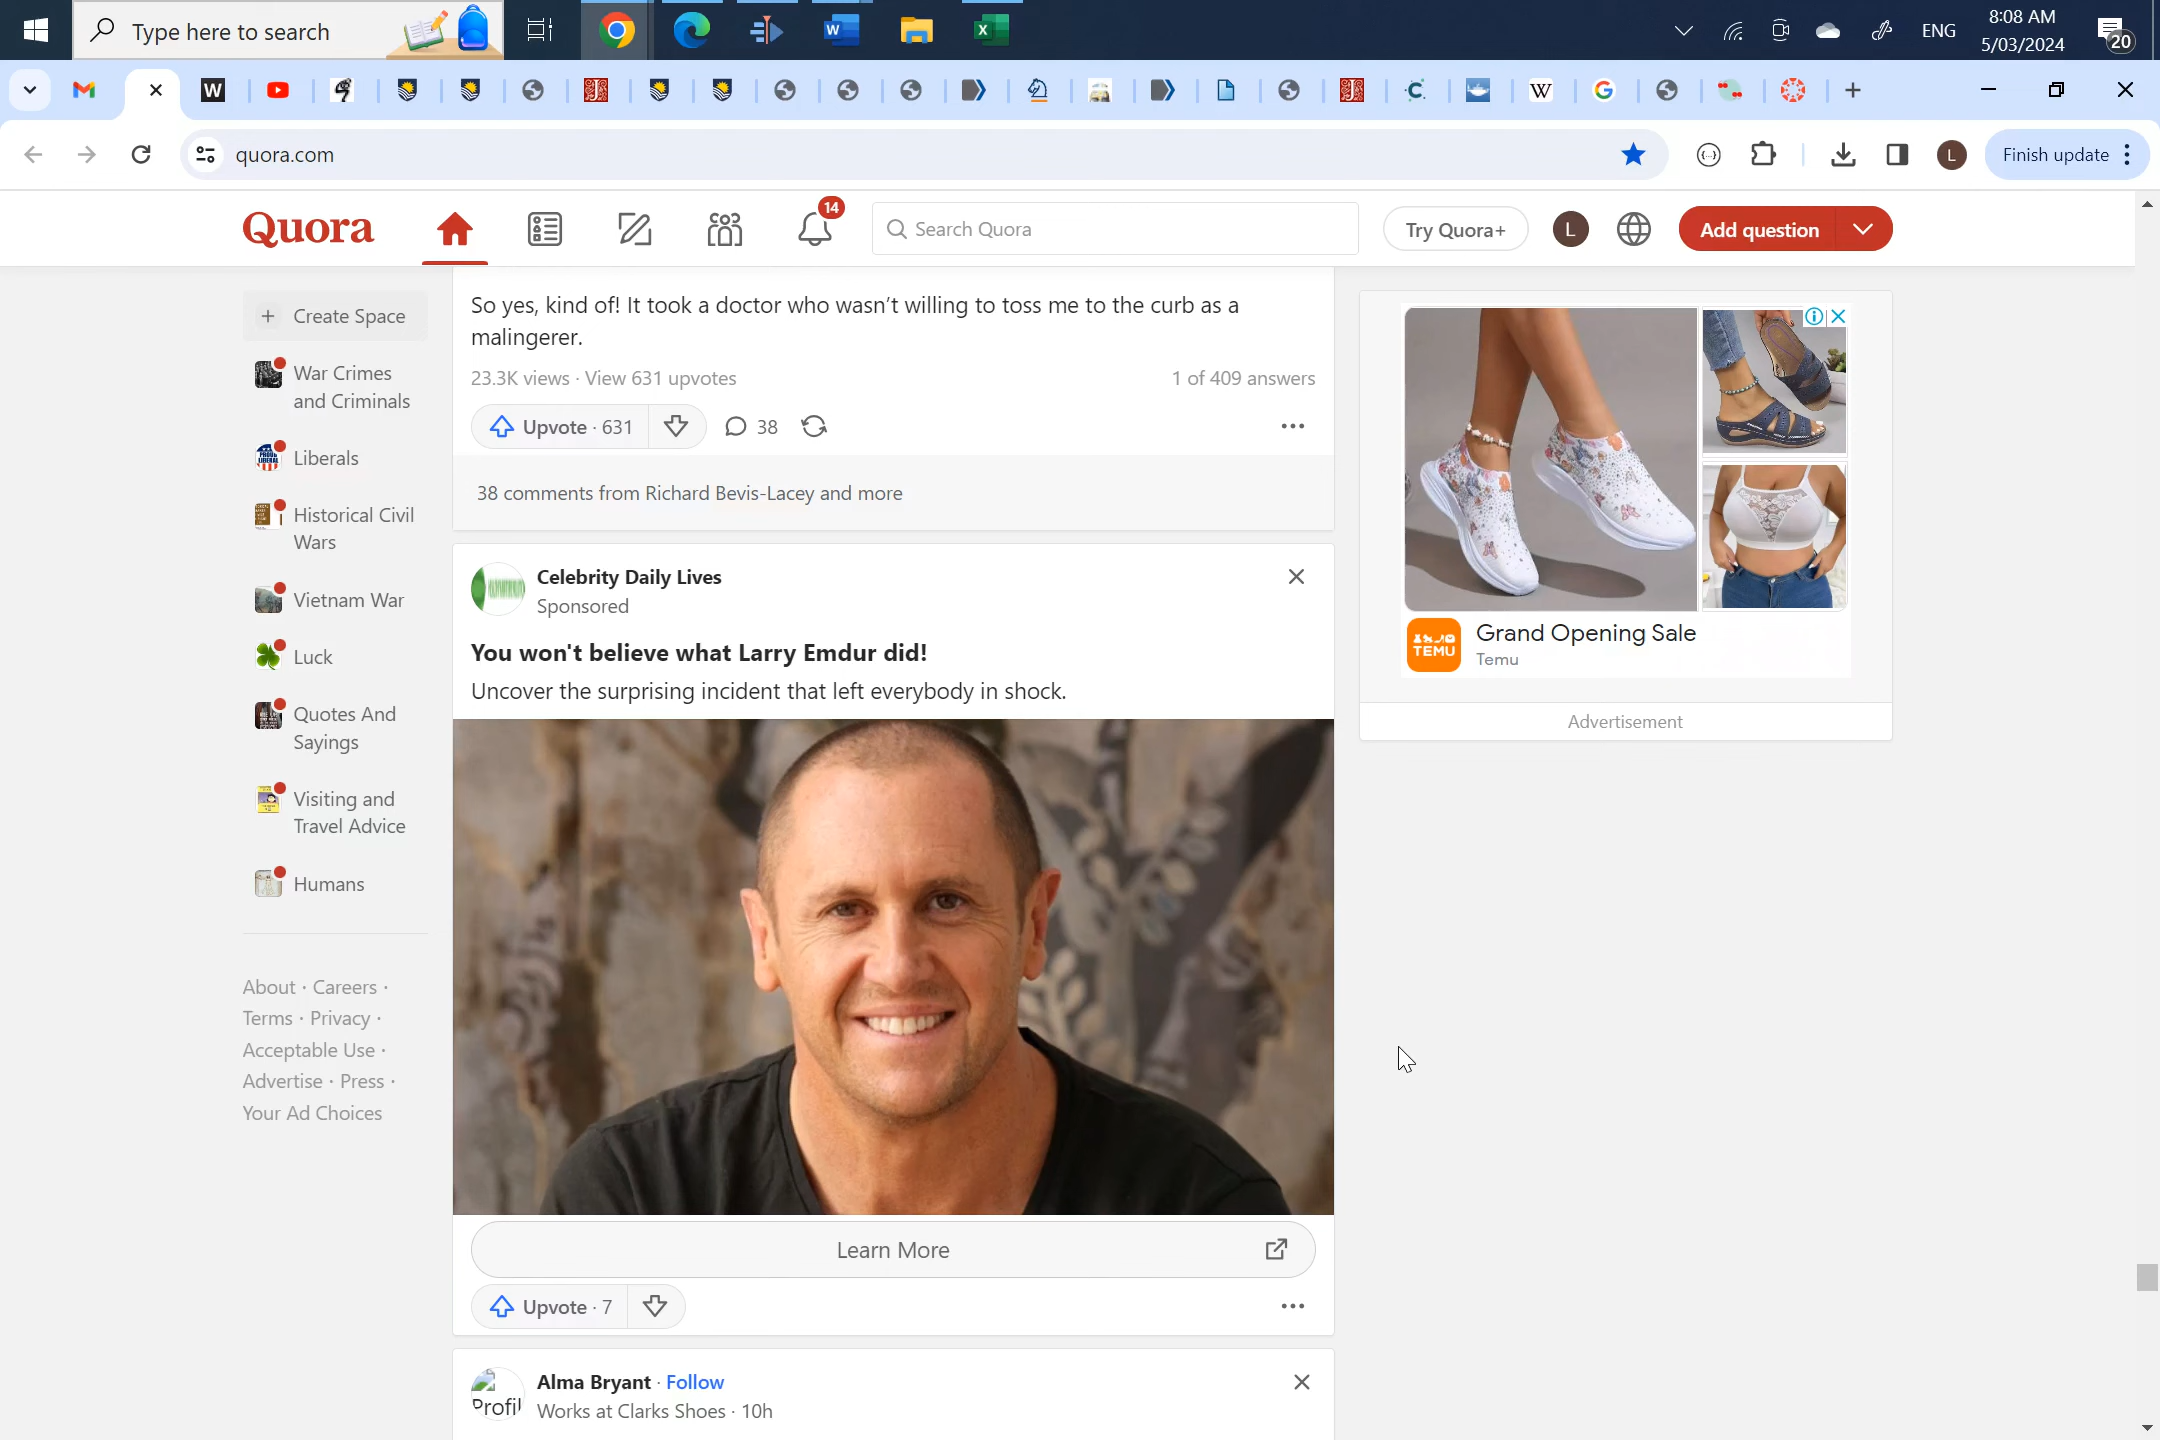 Type here to search
ENG
8:08 AM
5/03/2024
20
quora.com
Finish update
L
Quora
14
Search Quora
Try Quora+
L
Add question
Create Space
War Crimes
and Criminals
Liberals
Historical Civil
Wars
Vietnam War
Luck
Quotes And
Sayings
Visiting and
Travel Advice
Humans
About · Careers ·
Terms · Privacy ·
Acceptable Use ·
Advertise · Press ·
Your Ad Choices
So yes, kind of! It took a doctor who wasn’t willing to toss me to the curb as a
malingerer.
23.3K views · View 631 upvotes
1 of 409 answers
Upvote · 631
38
38 comments from Richard Bevis-Lacey and more
Celebrity Daily Lives
Sponsored
You won't believe what Larry Emdur did!
Uncover the surprising incident that left everybody in shock.
Learn More
Upvote · 7
Alma Bryant · Follow
Profil
Works at Clarks Shoes · 10h
TEMU
Grand Opening Sale
Temu
Advertisement